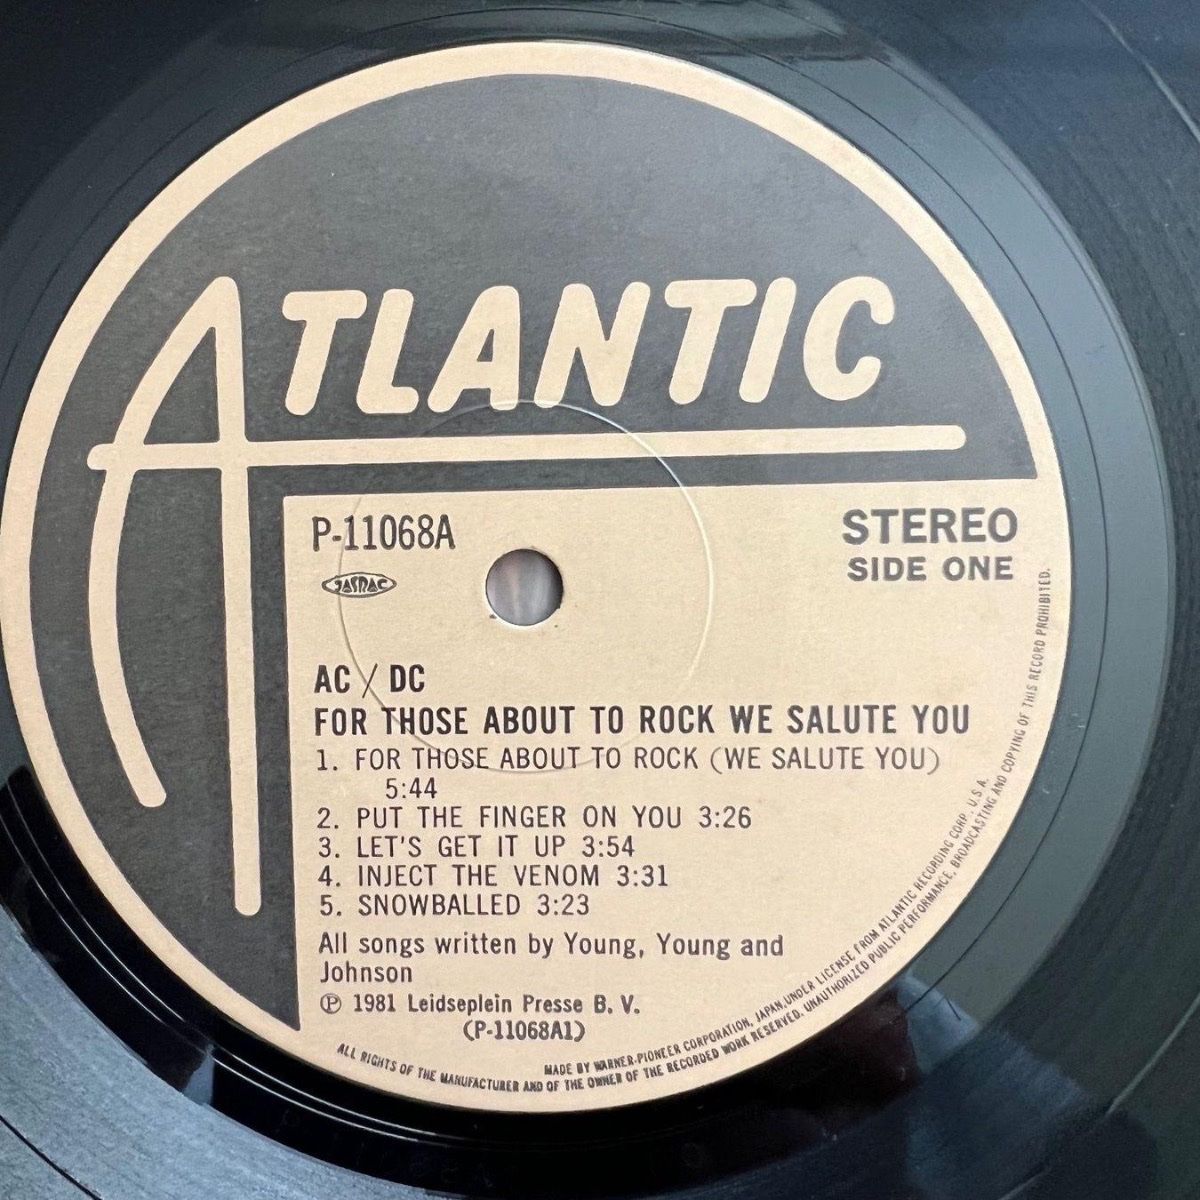 ATLANTIC
P-11068A
STEREO
JASRAC
SIDE ONE
AC / DC
FOR THOSE ABOUT TO ROCK WE SALUTE YOU
1. FOR THOSE ABOUT TO ROCK (WE SALUTE YOU)
5:44
2. PUT THE FINGER ON YOU 3:26
3. LET'S GET IT UP 3:54
4. INJECT THE VENOM 3:31
5. SNOWBALLED 3:23
All songs written by Young, Young and
Johnson
Ⓟ 1981 Leidseplein Presse B. V.
(P-11068A1)
MADE BY WARNER-PIONEER CORPORATION, JAPAN, UNDER LICENSE FROM ATLANTIC RECORDING CORP., U.S.A.
ALL RIGHTS OF THE MANUFACTURER AND OF THE OWNER OF THE RECORDED WORK RESERVED. UNAUTHORIZED PUBLIC PERFORMANCE, BROADCASTING AND COPYING OF THIS RECORD PROHIBITED.